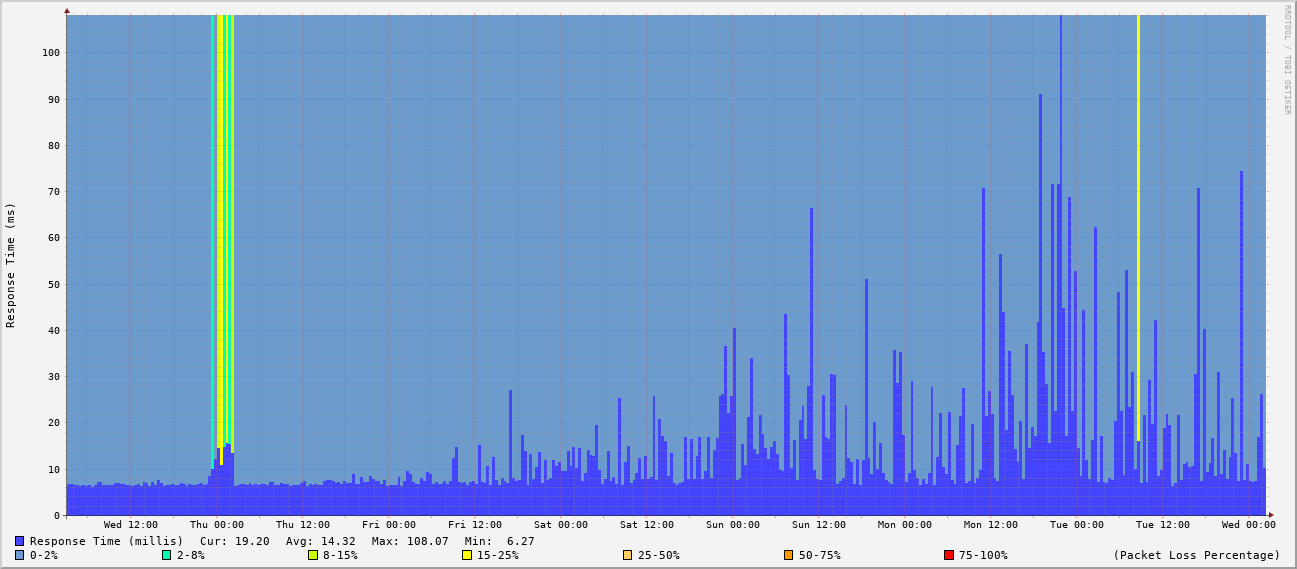 RRDTOOL / TOBI OETIKER
Response Time (ms)
100
90
80
70
60
50
40
30
20
10
0
Wed 12:00 Thu 00:00 Thu 12:00 Fri 00:00 Fri 12:00 Sat 00:00 Sat 12:00 Sun 00:00 Sun 12:00 Mon 00:00 Mon 12:00 Tue 00:00 Tue 12:00 Wed 00:00
Response Time (millis) Cur: 19.20 Avg: 14.32 Max: 108.07 Min: 6.27
0-2% 2-8% 8-15% 15-25% 25-50% 50-75% 75-100% (Packet Loss Percentage)